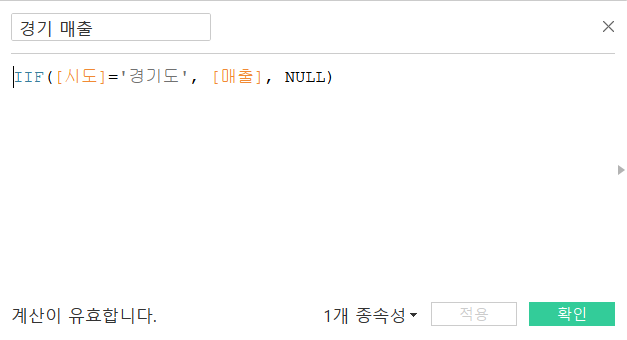 경기 매출
IIF([시도]='경기도', [매출], NULL)
계산이 유효합니다.
1개 종속성
적용
확인